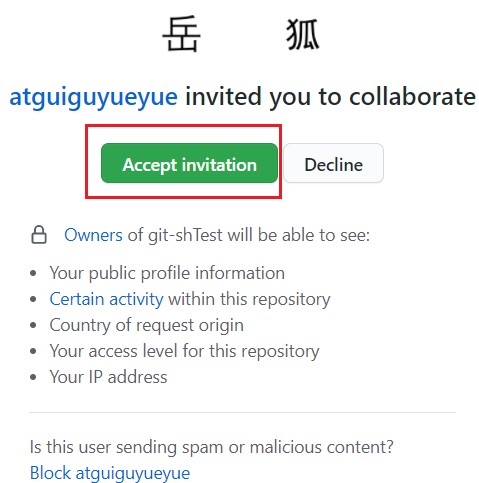 岳 狐
atguiguyueyue invited you to collaborate
Accept invitation Decline
Owners of git-shTest will be able to see:
• Your public profile information
• Certain activity within this repository
• Country of request origin
• Your access level for this repository
• Your IP address
Is this user sending spam or malicious content?
Block atguiguyueyue